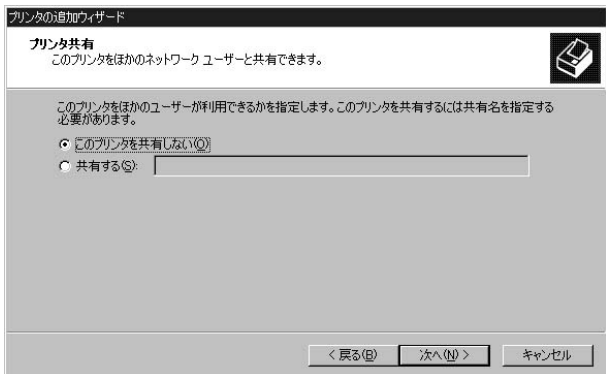 プリンタの追加ウィザード
プリンタ共有
このプリンタをほかのネットワーク ユーザーと共有できます。
このプリンタをほかのユーザーが利用できるかを指定します。このプリンタを共有するには共有名を指定する
必要があります。
このプリンタを共有しない(O)
共有する(S):
< 戻る(B)
次へ(N) >
キャンセル